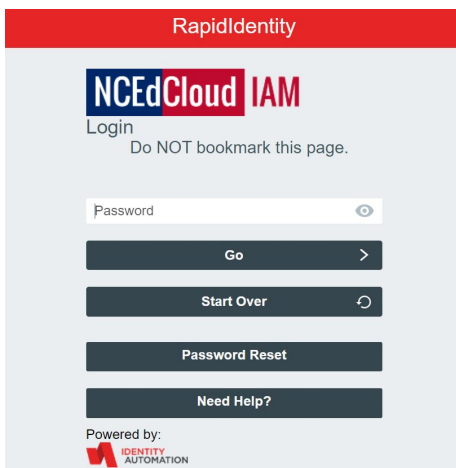 RapidIdentity
NCEdCloud IAM
Login
Do NOT bookmark this page.
Password
Go
Start Over
Password Reset
Need Help?
Powered by:
IDENTITY
AUTOMATION